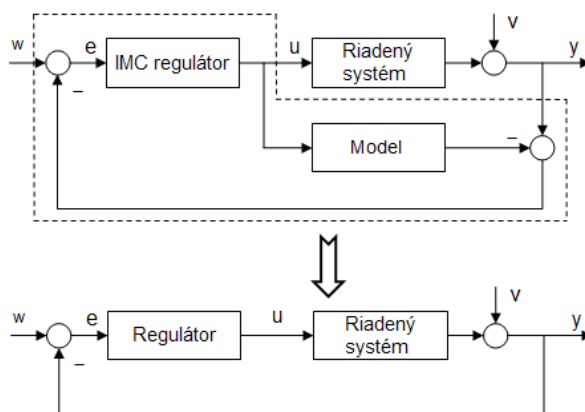 w
e
–
IMC regulátor
u
Riadený
systém
v
y
Model
–
w
e
–
Regulátor
u
Riadený
systém
v
y